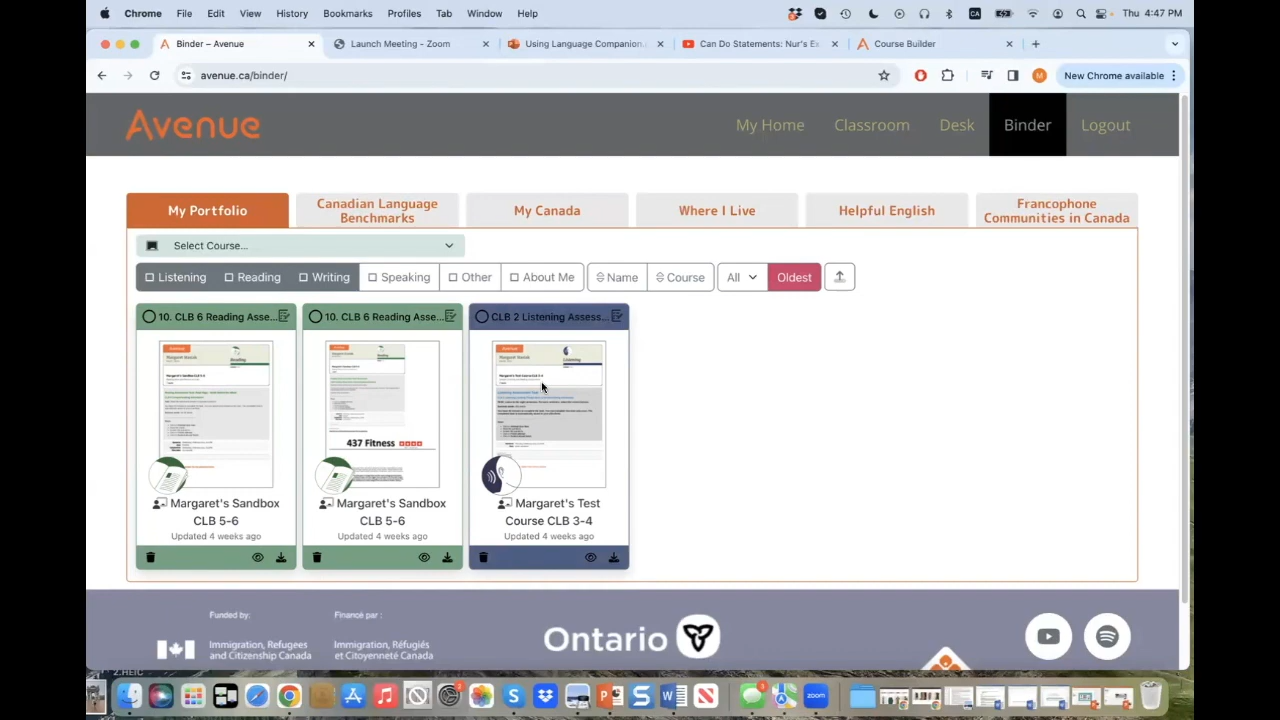 Chrome File Edit View History Bookmarks Profiles Tab Window Help CA Thu 4:47 PM
Binder – Avenue Launch Meeting - Zoom Using Language Companion. Can Do Statements: Nur's Ex Course Builder
avenue.ca/binder/ M New Chrome available
Avenue My Home Classroom Desk Binder Logout
My Portfolio Canadian Language Benchmarks My Canada Where I Live Helpful English Francophone Communities in Canada
Select Course...
Listening Reading Writing Speaking Other About Me Name Course All Oldest
10. CLB 6 Reading Asse... 10. CLB 6 Reading Asse... CLB 2 Listening Assess...
437 Fitness
Margaret's Sandbox CLB 5-6
Updated 4 weeks ago
Margaret's Sandbox CLB 5-6
Updated 4 weeks ago
Margaret's Test Course CLB 3-4
Updated 4 weeks ago
Funded by: Financé par :
Immigration, Refugees and Citizenship Canada
Immigration, Réfugiés et Citoyenneté Canada
Ontario
2.HEIC
zoom